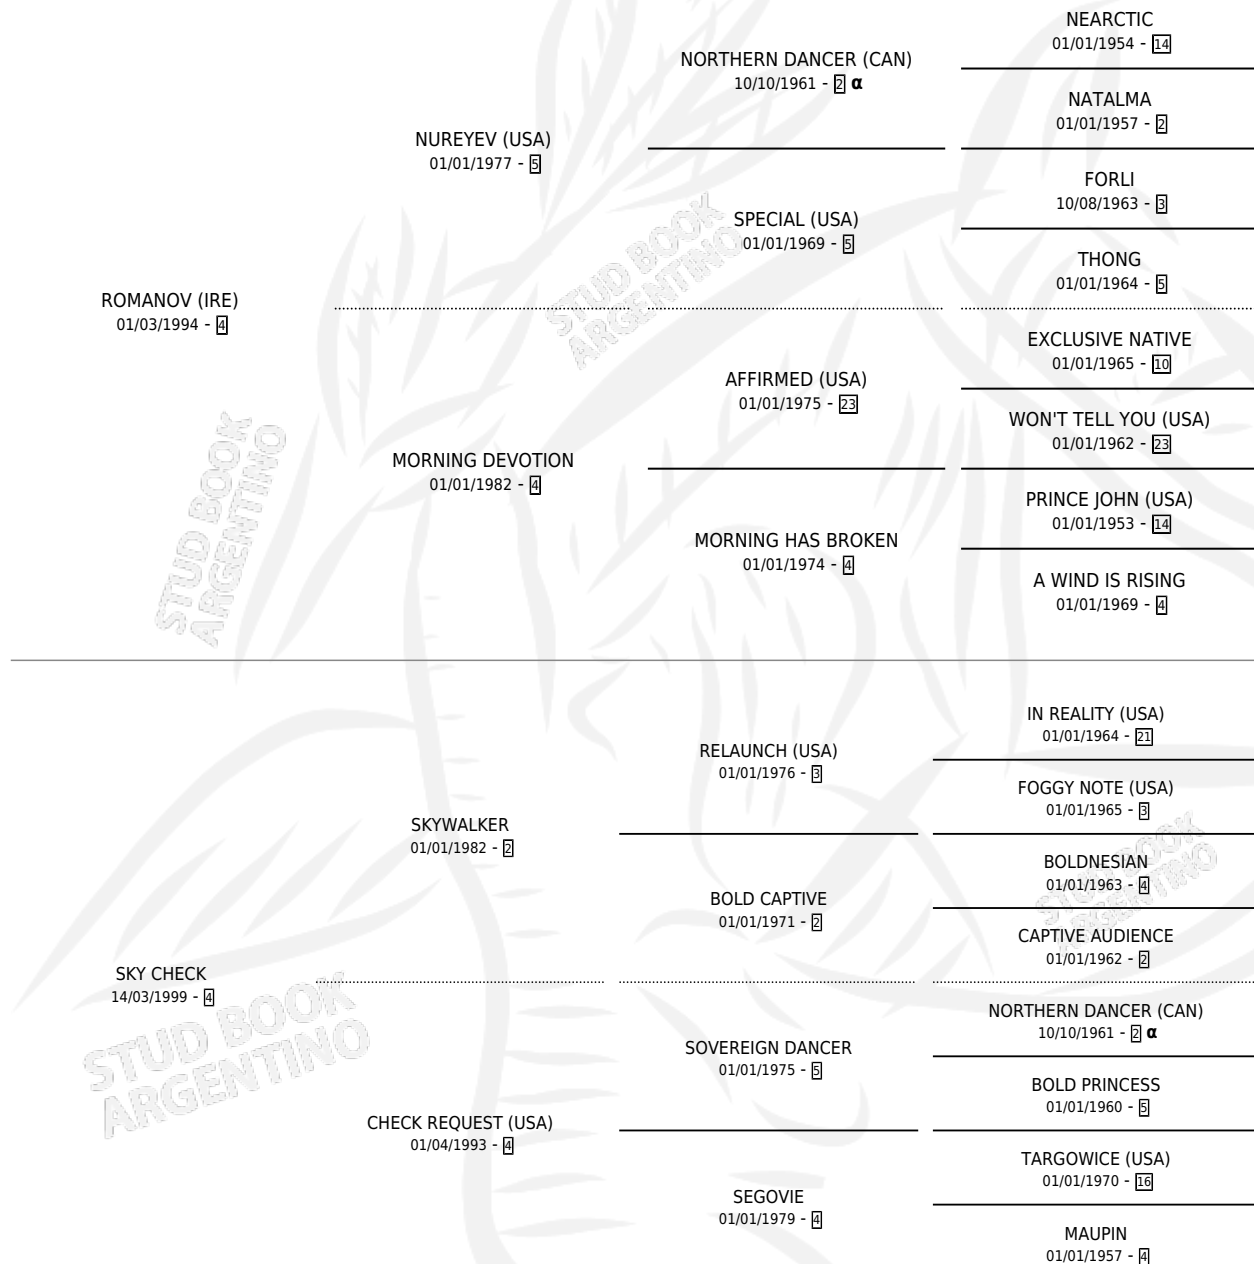 NEARCTIC
01/01/1954 - 14
NORTHERN DANCER (CAN)
10/10/1961 - 2 α
NATALMA
01/01/1957 - 2
NUREYEV (USA)
01/01/1977 - 5
FORLI
10/08/1963 - 3
SPECIAL (USA)
01/01/1969 - 5
THONG
01/01/1964 - 5
ROMANOV (IRE)
01/03/1994 - 4
EXCLUSIVE NATIVE
01/01/1965 - 10
AFFIRMED (USA)
01/01/1975 - 23
WON'T TELL YOU (USA)
01/01/1962 - 23
MORNING DEVOTION
01/01/1982 - 4
PRINCE JOHN (USA)
01/01/1953 - 14
MORNING HAS BROKEN
01/01/1974 - 4
A WIND IS RISING
01/01/1969 - 4
IN REALITY (USA)
01/01/1964 - 21
RELAUNCH (USA)
01/01/1976 - 3
FOGGY NOTE (USA)
01/01/1965 - 3
SKYWALKER
01/01/1982 - 2
BOLDNESIAN
01/01/1963 - 4
BOLD CAPTIVE
01/01/1971 - 2
CAPTIVE AUDIENCE
01/01/1962 - 2
SKY CHECK
14/03/1999 - 4
NORTHERN DANCER (CAN)
10/10/1961 - 2 α
SOVEREIGN DANCER
01/01/1975 - 5
BOLD PRINCESS
01/01/1960 - 5
CHECK REQUEST (USA)
01/04/1993 - 4
TARGOWICE (USA)
01/01/1970 - 16
SEGOVIE
01/01/1979 - 4
MAUPIN
01/01/1957 - 4
STUD BOOK
ARGENTINO
STUD BOOK
ARGENTINO
STUD BOOK
ARGENTINO
STUD BOOK
ARGENTINO